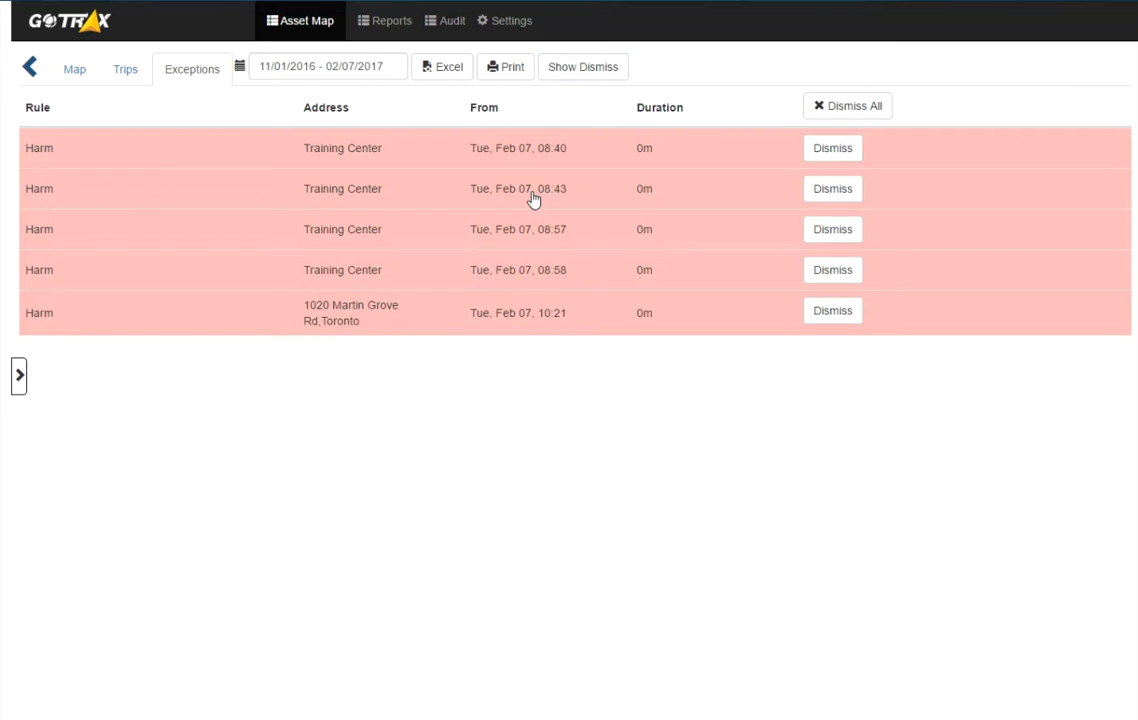 GOTRAX Asset Map Reports Audit Settings
Map Trips Exceptions 11/01/2016 - 02/07/2017 Excel Print Show Dismiss
Rule Address From Duration Dismiss All
Harm Training Center Tue, Feb 07, 08:40 0m Dismiss
Harm Training Center Tue, Feb 07, 08:43 0m Dismiss
Harm Training Center Tue, Feb 07, 08:57 0m Dismiss
Harm Training Center Tue, Feb 07, 08:58 0m Dismiss
Harm 1020 Martin Grove Tue, Feb 07, 10:21 0m Dismiss
Rd,Toronto